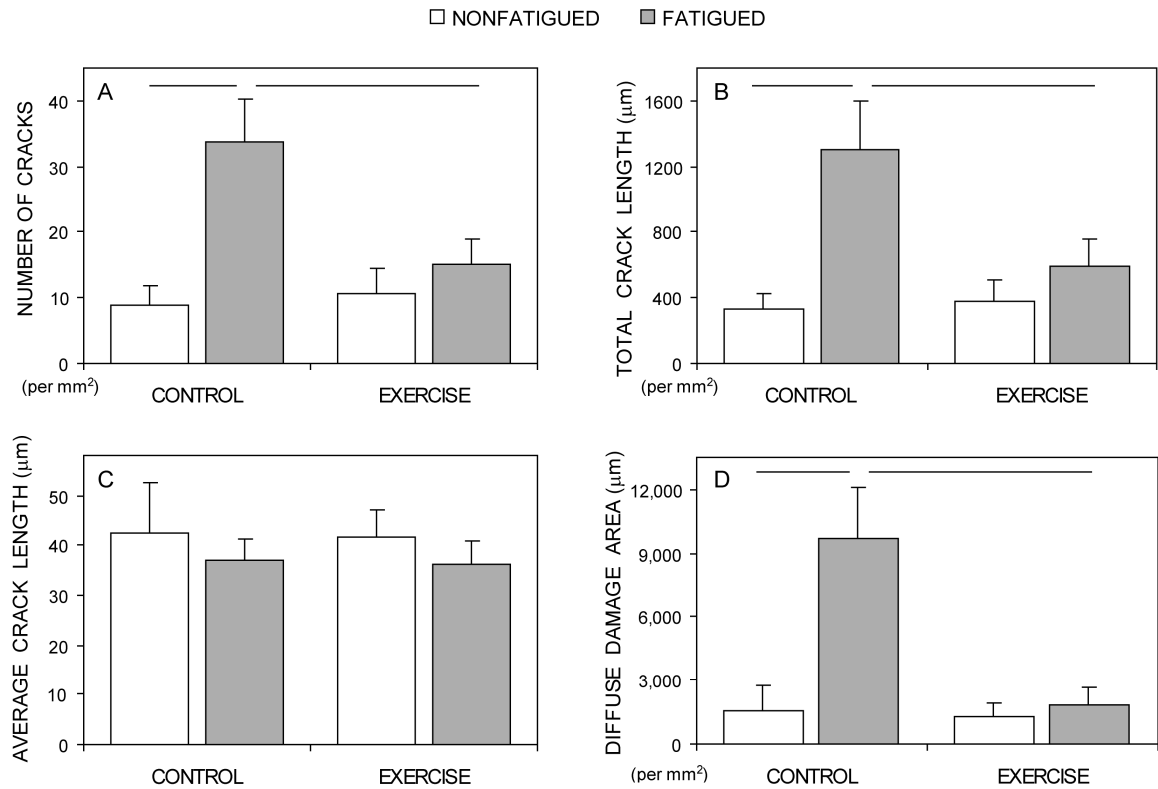 NONFATIGUED FATIGUED
A
NUMBER OF CRACKS
40
30
20
10
0
(per mm²)
CONTROL EXERCISE
B
TOTAL CRACK LENGTH (μm)
1600
1200
800
400
0
(per mm²)
CONTROL EXERCISE
C
AVERAGE CRACK LENGTH (μm)
50
40
30
20
10
0
CONTROL EXERCISE
D
DIFFUSE DAMAGE AREA (μm)
12,000
9,000
6,000
3,000
0
(per mm²)
CONTROL EXERCISE